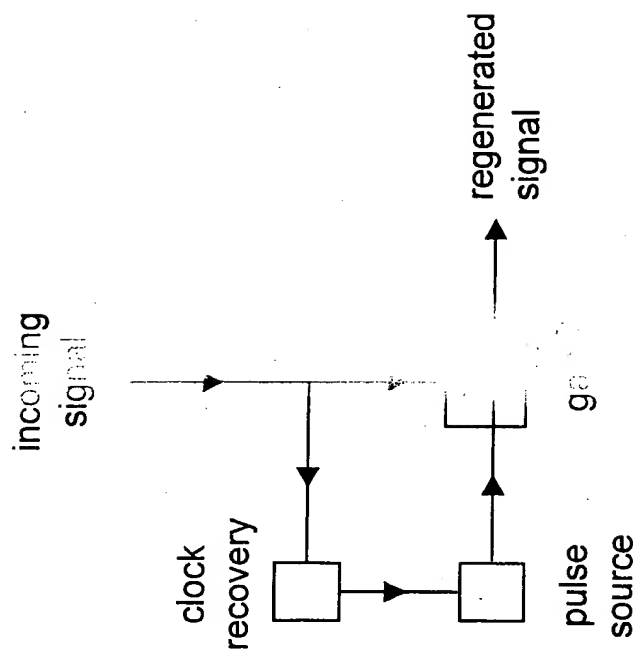 incoming
signal
clock
recovery
regenerated
signal
pulse
source